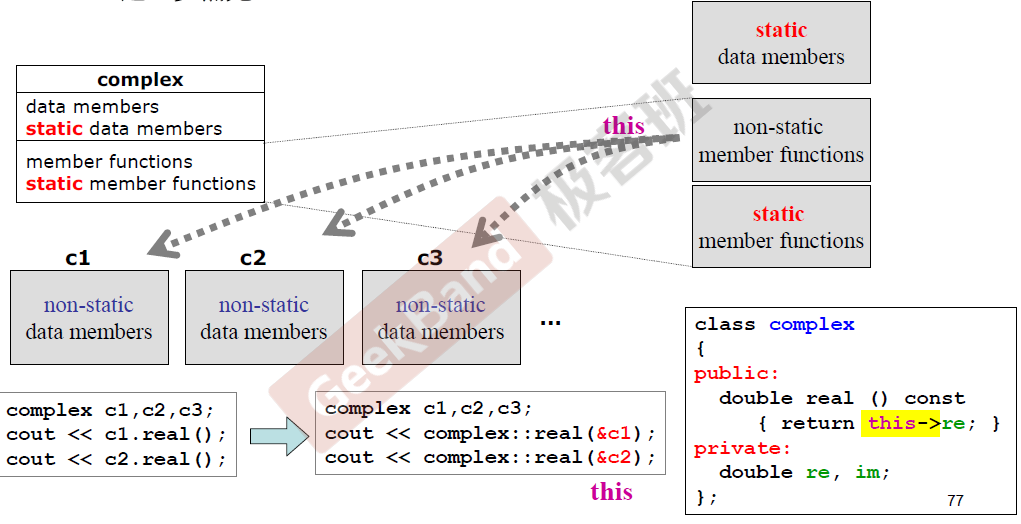 static
data members
complex
data members
static data members
member functions
static member functions
this
non-static
member functions
static
member functions
c1
c2
c3
non-static
data members
non-static
data members
non-static
data members
...
GeekBand 极客班
complex c1,c2,c3;
cout << c1.real();
cout << c2.real();
complex c1,c2,c3;
cout << complex::real(&c1);
cout << complex::real(&c2);
this
class complex
{
public:
double real () const
{ return this->re; }
private:
double re, im;
};
77